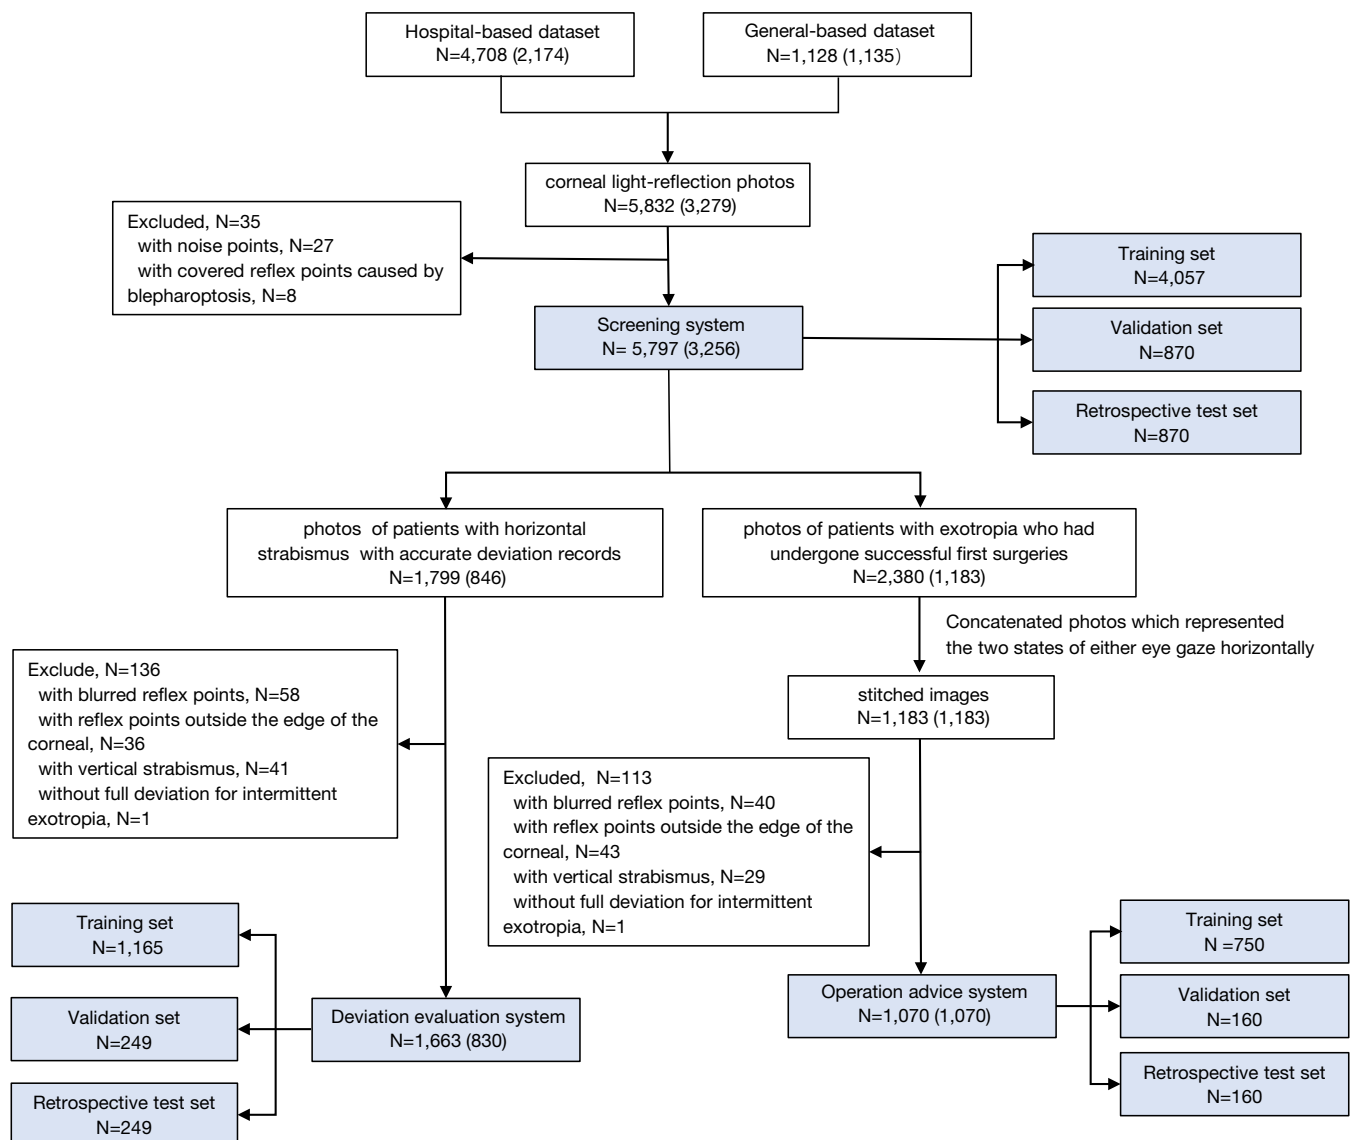 Hospital-based dataset
N=4,708 (2,174)
General-based dataset
N=1,128 (1,135)
corneal light-reflection photos
N=5,832 (3,279)
Excluded, N=35
with noise points, N=27
with covered reflex points caused by
blepharoptosis, N=8
Screening system
N= 5,797 (3,256)
Training set
N=4,057
Validation set
N=870
Retrospective test set
N=870
photos of patients with horizontal
strabismus with accurate deviation records
N=1,799 (846)
photos of patients with exotropia who had
undergone successful first surgeries
N=2,380 (1,183)
Concatenated photos which represented
the two states of either eye gaze horizontally
Exclude, N=136
with blurred reflex points, N=58
with reflex points outside the edge of the
corneal, N=36
with vertical strabismus, N=41
without full deviation for intermittent
exotropia, N=1
stitched images
N=1,183 (1,183)
Excluded, N=113
with blurred reflex points, N=40
with reflex points outside the edge of the
corneal, N=43
with vertical strabismus, N=29
without full deviation for intermittent
exotropia, N=1
Training set
N=1,165
Validation set
N=249
Retrospective test set
N=249
Deviation evaluation system
N=1,663 (830)
Operation advice system
N=1,070 (1,070)
Training set
N =750
Validation set
N=160
Retrospective test set
N=160